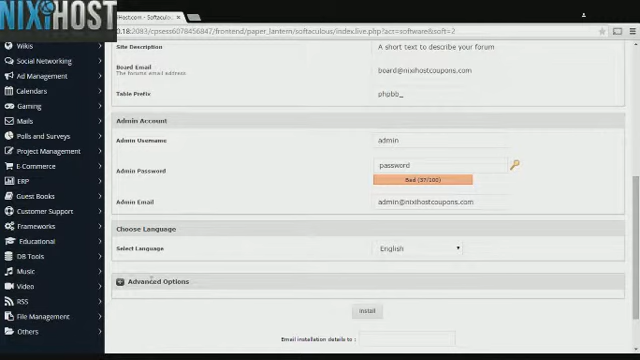 NIXIHOST
iHost.com - Softaculous
0.18:2083/cpsess6078456847/frontend/paper_lantern/softaculous/index.live.php?act=software&soft=2
Wikis
Social Networking
Ad Management
Calendars
Gaming
Mails
Polls and Surveys
Project Management
E-Commerce
ERP
Guest Books
Customer Support
Frameworks
Educational
DB Tools
Music
Video
RSS
File Management
Others
Site Description
A short text to describe your forum
Board Email
The forums email address
board@nixihostcoupons.com
Table Prefix
phpbb_
Admin Account
Admin Username
admin
Admin Password
password
Bad (37/100)
Admin Email
admin@nixihostcoupons.com
Choose Language
Select Language
English
Advanced Options
Install
Email installation details to :